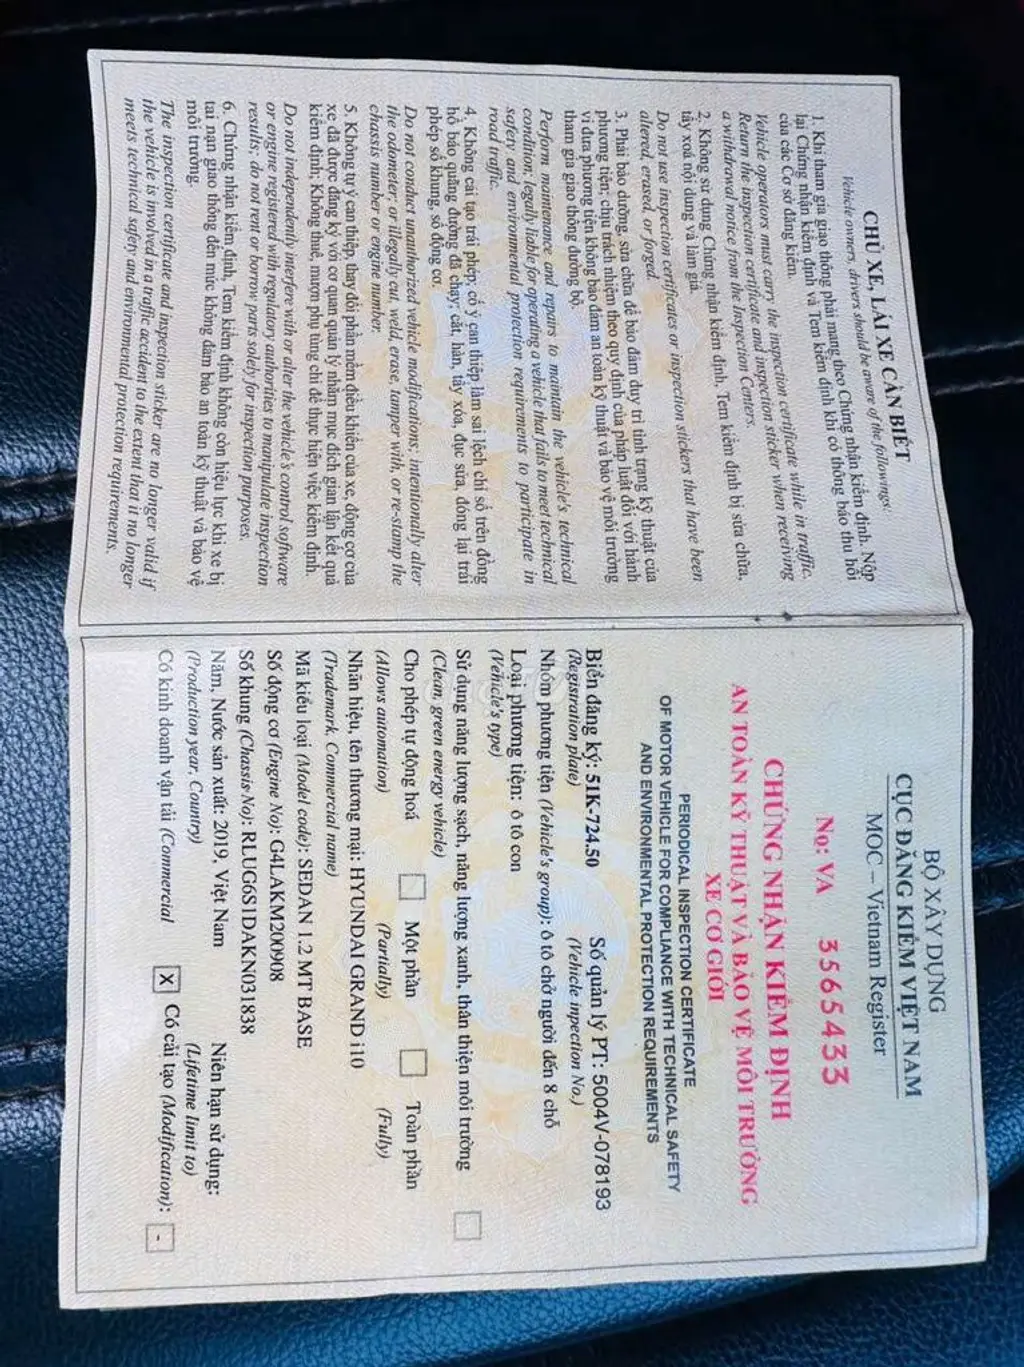 CHỦ XE, LÁI XE CẦN BIẾT
Vehicle owners, drivers should be aware of the followings:
1. Khi tham gia giao thông phải mang theo Chứng nhận kiểm định. Nộp
lại Chứng nhận kiểm định và Tem kiểm định khi có thông báo thu hồi
của các Cơ sở đăng kiểm.
Vehicle operators must carry the inspection certificate while in traffic.
Return the inspection certificate and inspection sticker when receiving
a withdrawal notice from the Inspection Centers.
2. Không sử dụng Chứng nhận kiểm định, Tem kiểm định bị sửa chữa,
tẩy xoá nội dung và làm giả.
Do not use inspection certificates or inspection stickers that have been
altered, erased, or forged.
3. Phải bảo dưỡng, sửa chữa để bảo đảm duy trì tình trạng kỹ thuật của
phương tiện; chịu trách nhiệm theo quy định của pháp luật đối với hành
vi đưa phương tiện không bảo đảm an toàn kỹ thuật và bảo vệ môi trường
tham gia giao thông đường bộ.
Perform maintenance and repairs to maintain the vehicle's technical
condition; legally liable for operating a vehicle that fails to meet technical
safety and environmental protection requirements to participate in
road traffic.
4. Không cải tạo trái phép, cố ý can thiệp làm sai lệch chỉ số trên đồng
hồ báo quãng đường đã chạy; cắt, hàn, tẩy xóa, đục sửa, đóng lại trái
phép số khung, số động cơ.
Do not conduct unauthorized vehicle modifications; intentionally alter
the odometer; or illegally cut, weld, erase, tamper with, or re-stamp the
chassis number or engine number.
5. Không tự ý can thiệp, thay đổi phần mềm điều khiển của xe, động cơ của
xe đã được đăng ký với cơ quan quản lý nhằm mục đích gian lận kết quả
kiểm định; Không thuê, mượn phụ tùng chỉ để thực hiện việc kiểm định.
Do not independently interfere with or alter the vehicle's control software
or engine registered with regulatory authorities to manipulate inspection
results; do not rent or borrow parts solely for inspection purposes.
6. Chứng nhận kiểm định, Tem kiểm định không còn hiệu lực khi xe bị
tai nạn giao thông đến mức không đảm bảo an toàn kỹ thuật và bảo vệ
môi trường.
The inspection certificate and inspection sticker are no longer valid if
the vehicle is involved in a traffic accident to the extent that it no longer
meets technical safety and environmental protection requirements.
BỘ XÂY DỰNG
CỤC ĐĂNG KIỂM VIỆT NAM
MOC – Vietnam Register
No: VA 3565433
CHỨNG NHẬN KIỂM ĐỊNH
AN TOÀN KỸ THUẬT VÀ BẢO VỆ MÔI TRƯỜNG
XE CƠ GIỚI
PERIODICAL INSPECTION CERTIFICATE
OF MOTOR VEHICLE FOR COMPLIANCE WITH TECHNICAL SAFETY
AND ENVIRONMENTAL PROTECTION REQUIREMENTS
Biển đăng ký: 51K-724.50 Số quản lý PT: 5004V-078193
(Registration plate) (Vehicle inpection No.)
Nhóm phương tiện (Vehicle's group): ô tô chở người đến 8 chỗ
Loại phương tiện: ô tô con
(Vehicle's type)
Sử dụng năng lượng sạch, năng lượng xanh, thân thiện môi trường
(Clean, green energy vehicle)
Cho phép tự động hoá Một phần Toàn phần
(Allows automation) (Partially) (Fully)
Nhãn hiệu, tên thương mại: HYUNDAI GRAND i10
(Trademark, Commercial name)
Mã kiểu loại (Model code): SEDAN 1.2 MT BASE
Số động cơ (Engine No): G4LAKM200908
Số khung (Chassis No): RLUG6S1DAKN031838
Năm, Nước sản xuất: 2019, Việt Nam Niên hạn sử dụng:
(Production year, Country) (Lifetime limit to)
Có kinh doanh vận tải (Commercial X Có cải tạo (Modification): -